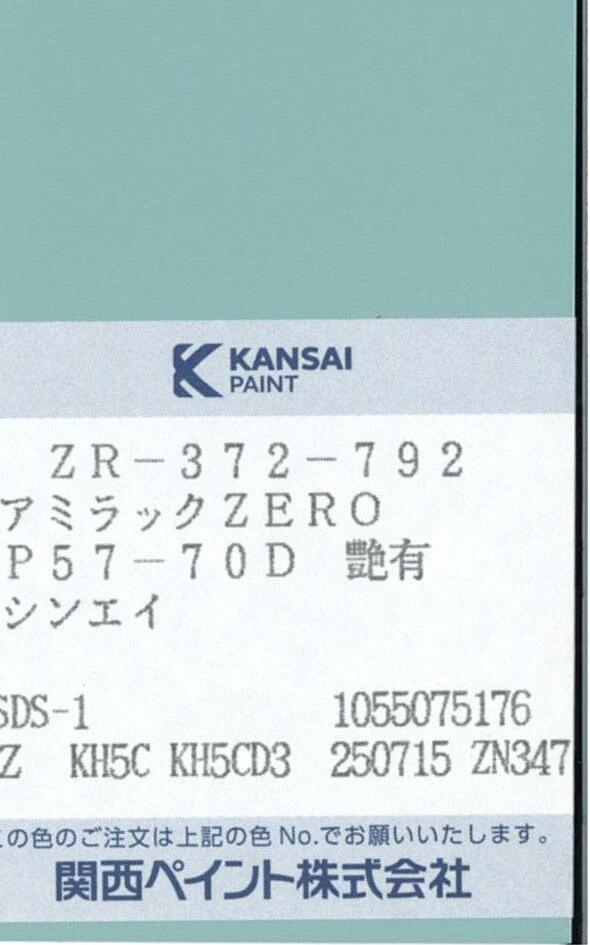 KANSAI
PAINT
ZR-372-792
アミラックZERO
P57-70D 艶有
シンエイ
SDS-1 1055075176
Z KH5C KH5CD3 250715 ZN347
の色のご注文は上記の色No.でお願いいたします。
関西ペイント株式会社